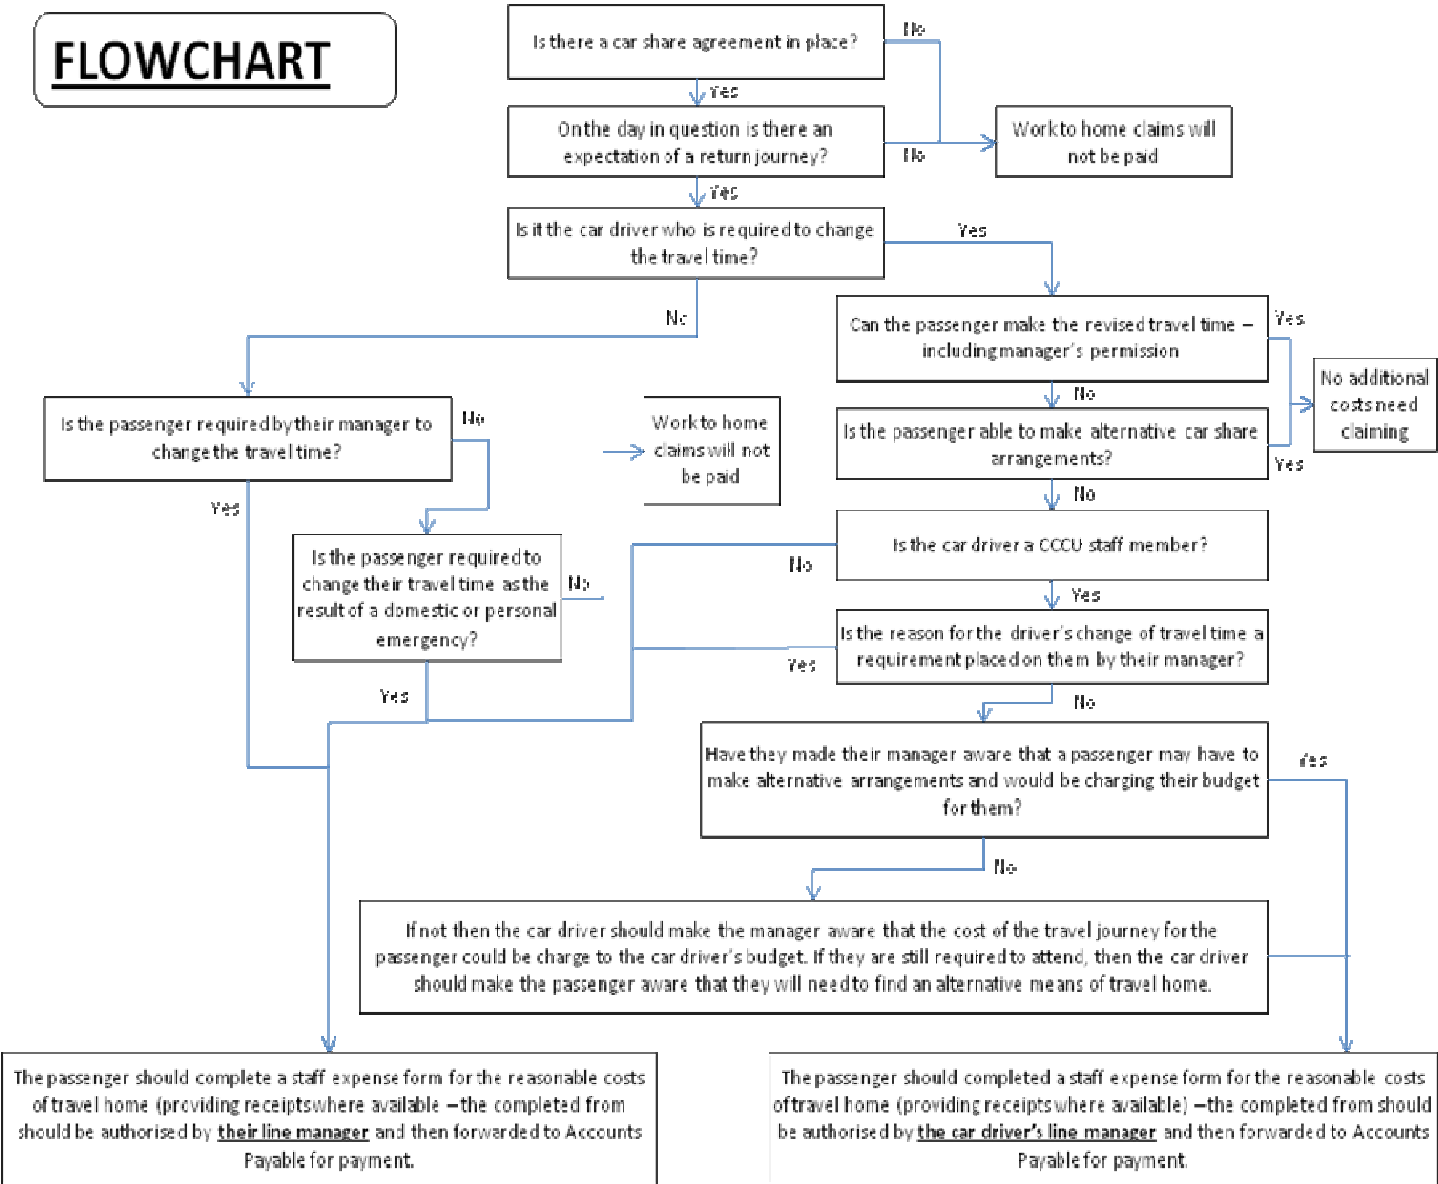 FLOWCHART
Is there a car share agreement in place?
No
Yes
On the day in question is there an
expectation of a return journey?
No
Work to home claims will
not be paid
Yes
Is it the car driver who is required to change
the travel time?
Yes
No
Can the passenger make the revised travel time –
including manager's permission
Yes
No
No additional
costs need
claiming
Is the passenger able to make alternative car share
arrangements?
Yes
No
Is the passenger required by their manager to
change the travel time?
No
Yes
Work to home
claims will not
be paid
Is the passenger required to
change their travel time as the
result of a domestic or personal
emergency?
No
Yes
Is the car driver a CCCU staff member?
No
Yes
Is the reason for the driver's change of travel time a
requirement placed on them by their manager?
Yes
No
Have they made their manager aware that a passenger may have to
make alternative arrangements and would be charging their budget
for them?
Yes
No
If not then the car driver should make the manager aware that the cost of the travel journey for the
passenger could be charge to the car driver's budget. If they are still required to attend, then the car driver
should make the passenger aware that they will need to find an alternative means of travel home.
The passenger should complete a staff expense form for the reasonable costs
of travel home (providing receipts where available – the completed from
should be authorised by their line manager and then forwarded to Accounts
Payable for payment.
The passenger should completed a staff expense form for the reasonable costs
of travel home (providing receipts where available) – the completed from should
be authorised by the car driver's line manager and then forwarded to Accounts
Payable for payment.